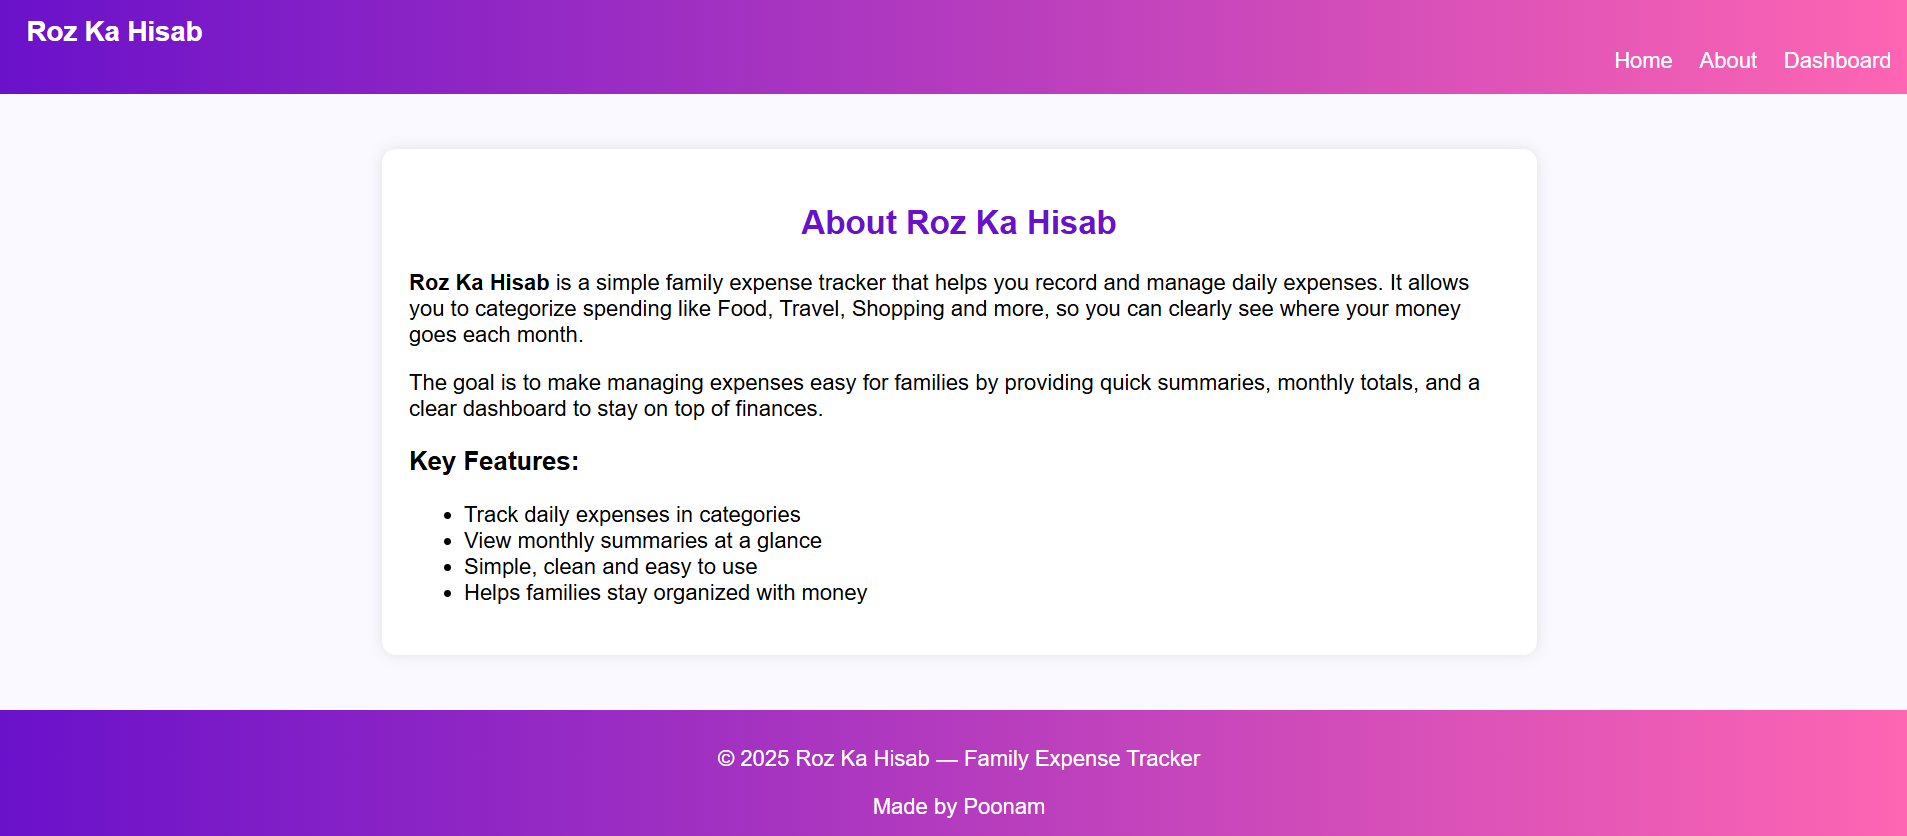 Roz Ka Hisab
Home About Dashboard
About Roz Ka Hisab
Roz Ka Hisab is a simple family expense tracker that helps you record and manage daily expenses. It allows
you to categorize spending like Food, Travel, Shopping and more, so you can clearly see where your money
goes each month.
The goal is to make managing expenses easy for families by providing quick summaries, monthly totals, and a
clear dashboard to stay on top of finances.
Key Features:
• Track daily expenses in categories
• View monthly summaries at a glance
• Simple, clean and easy to use
• Helps families stay organized with money
© 2025 Roz Ka Hisab — Family Expense Tracker
Made by Poonam